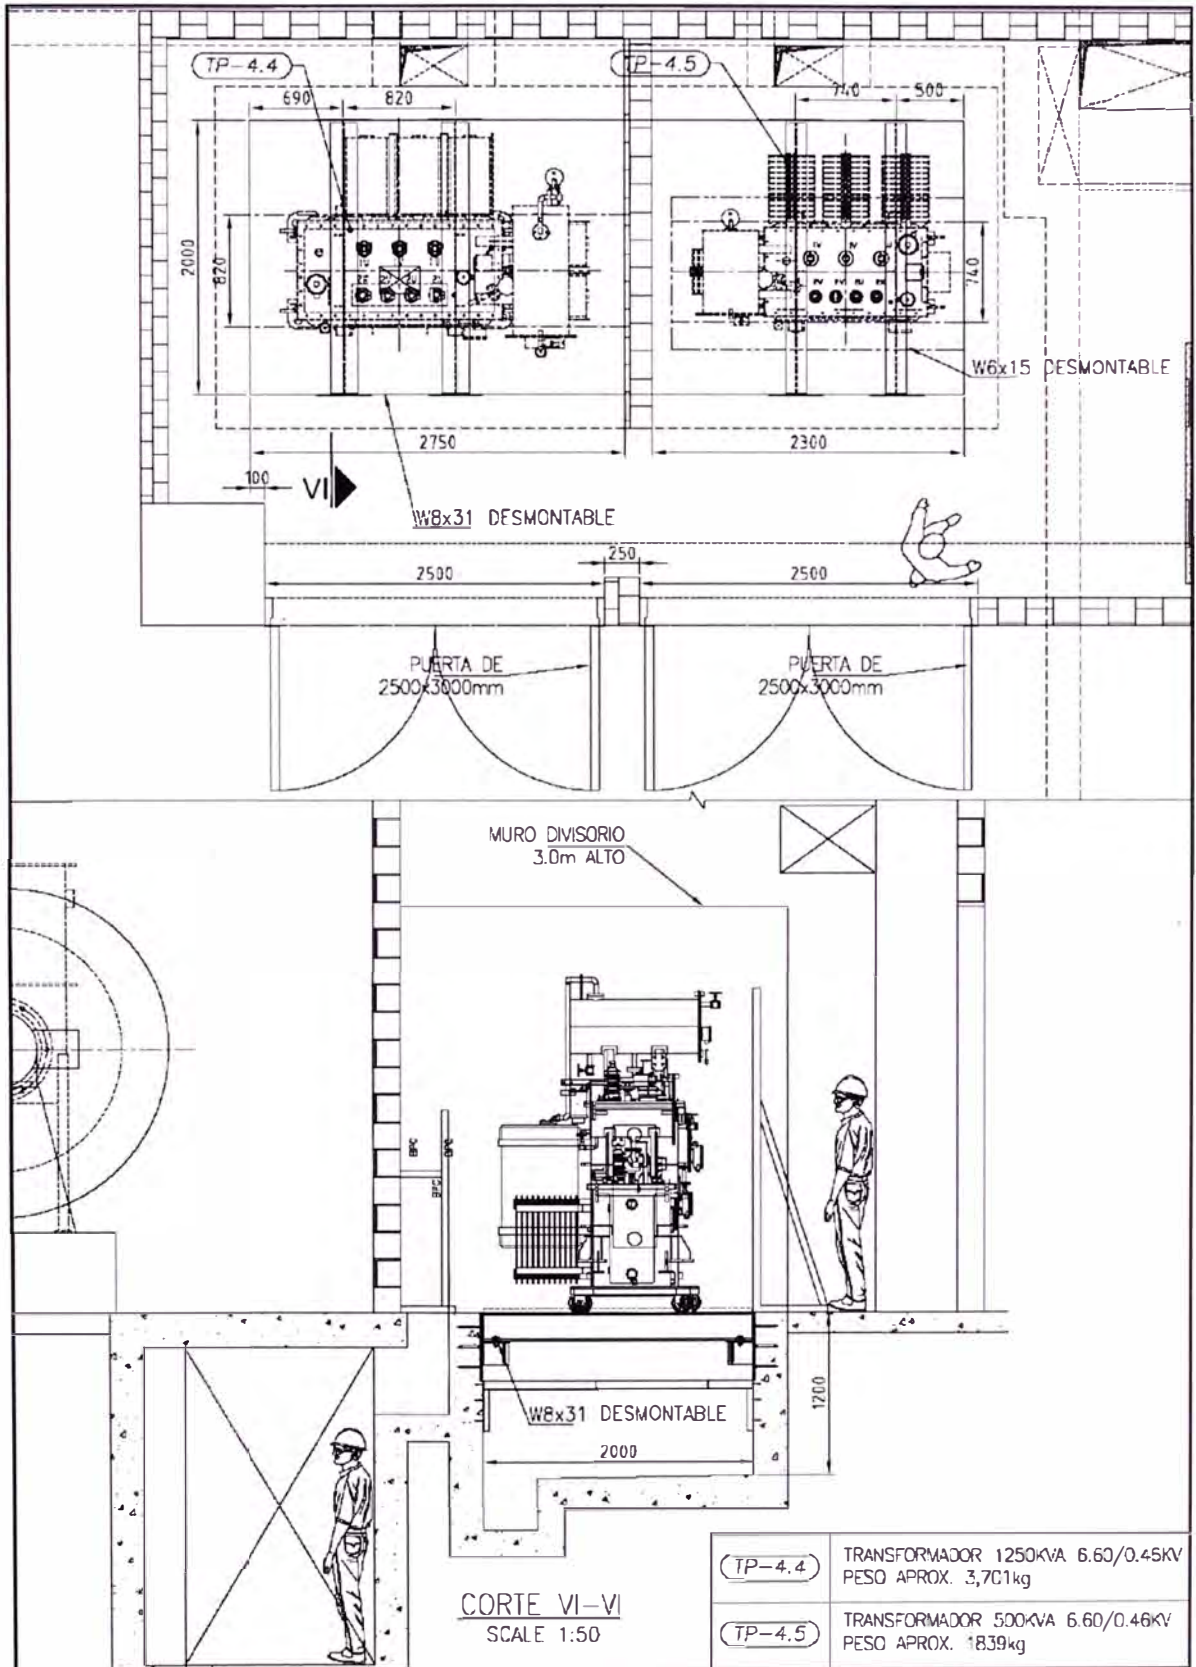 TP-4.4
TP-4.5
690
820
740
500
2000
820
740
W6x15 DESMONTABLE
2750
2300
100
VI
W8x31 DESMONTABLE
250
2500
2500
PUERTA DE
2500x3000mm
PUERTA DE
2500x3000mm
MURO DIVISORIO
3.0m ALTO
BPC
BPC
BPC
1200
W8x31 DESMONTABLE
2000
CORTE VI-VI
SCALE 1:50
TP-4.4
TRANSFORMADOR 1250KVA 6.60/0.46KV
PESO APROX. 3,701kg
TP-4.5
TRANSFORMADOR 500KVA 6.60/0.46KV
PESO APROX. 1839kg